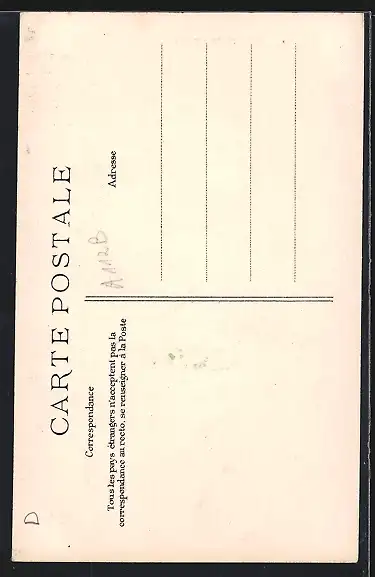 D
CARTE POSTALE
Correspondance
Tous les pays étrangers n'acceptent pas la
correspondance au recto, se renseigner à la Poste
A112B
Adresse